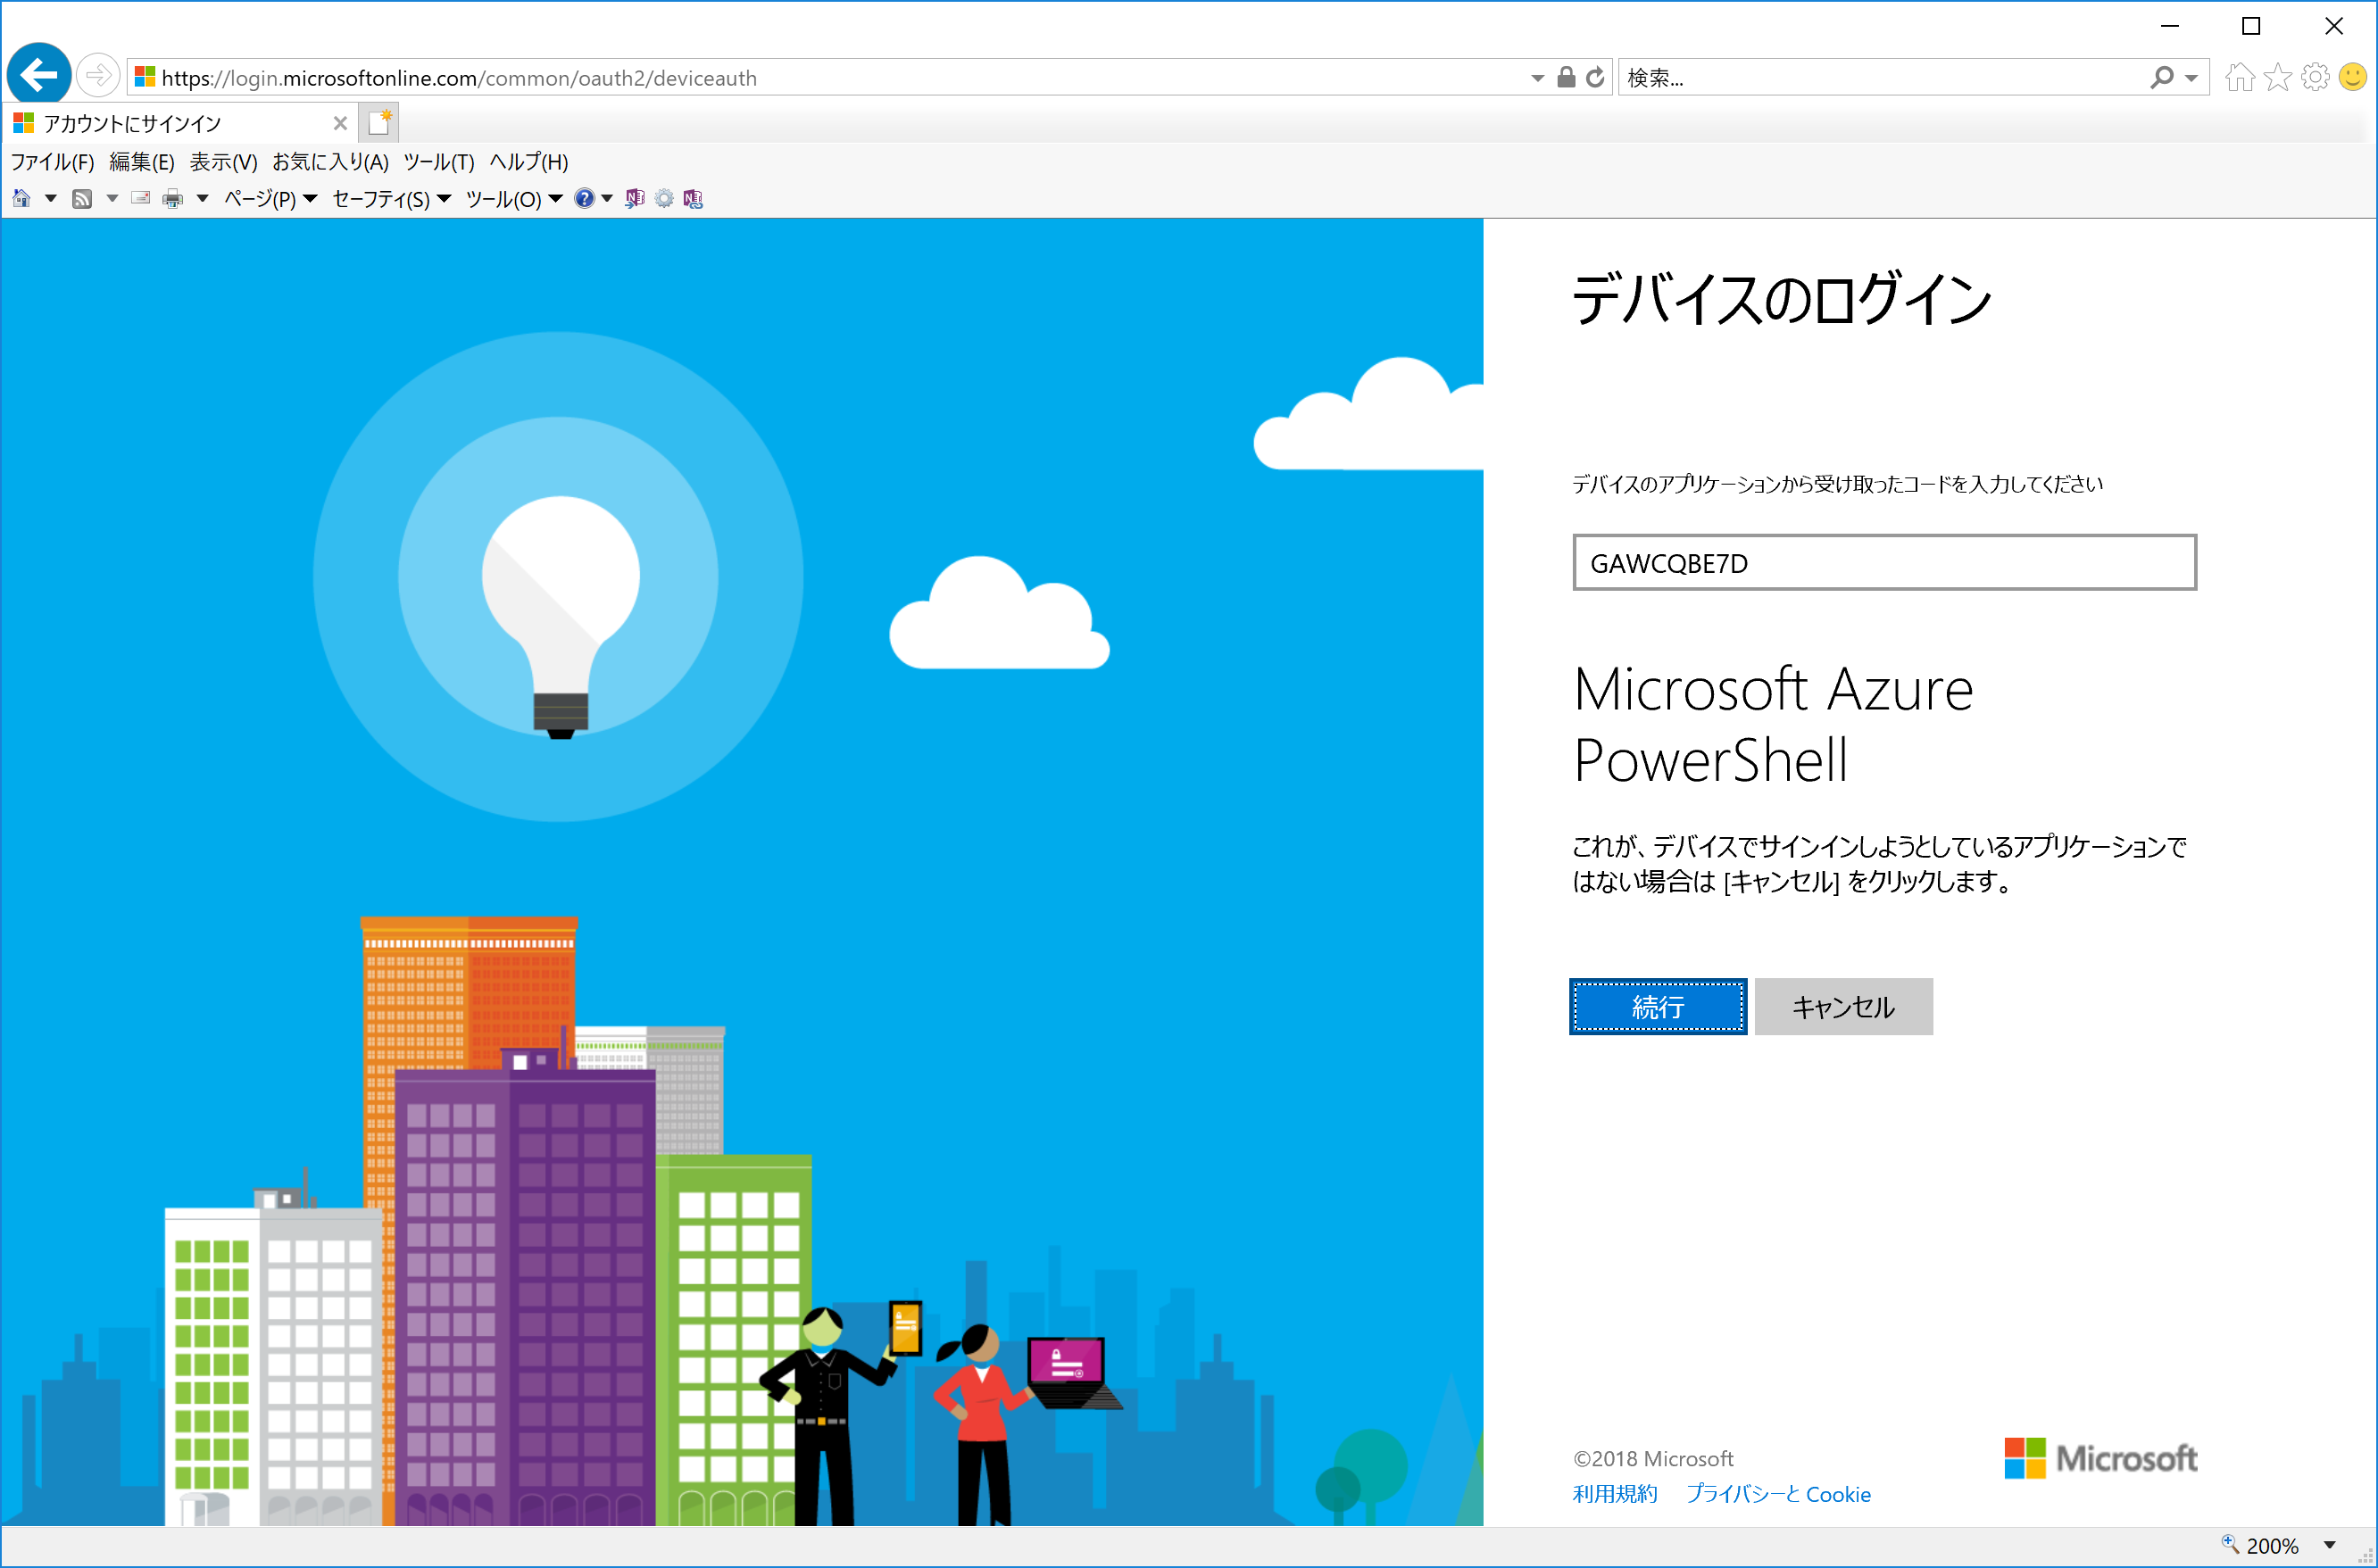 https://login.microsoftonline.com/common/oauth2/deviceauth
検索...
アカウントにサインイン
ファイル(F) 編集(E) 表示(V) お気に入り(A) ツール(T) ヘルプ(H)
ページ(P) セーフティ(S) ツール(O)
デバイスのログイン
デバイスのアプリケーションから受け取ったコードを入力してください
GAWCQBE7D
Microsoft Azure
PowerShell
これが、デバイスでサインインしようとしているアプリケーションで
はない場合は [キャンセル] をクリックします。
続行 キャンセル
©2018 Microsoft
Microsoft
利用規約 プライバシーと Cookie
200%